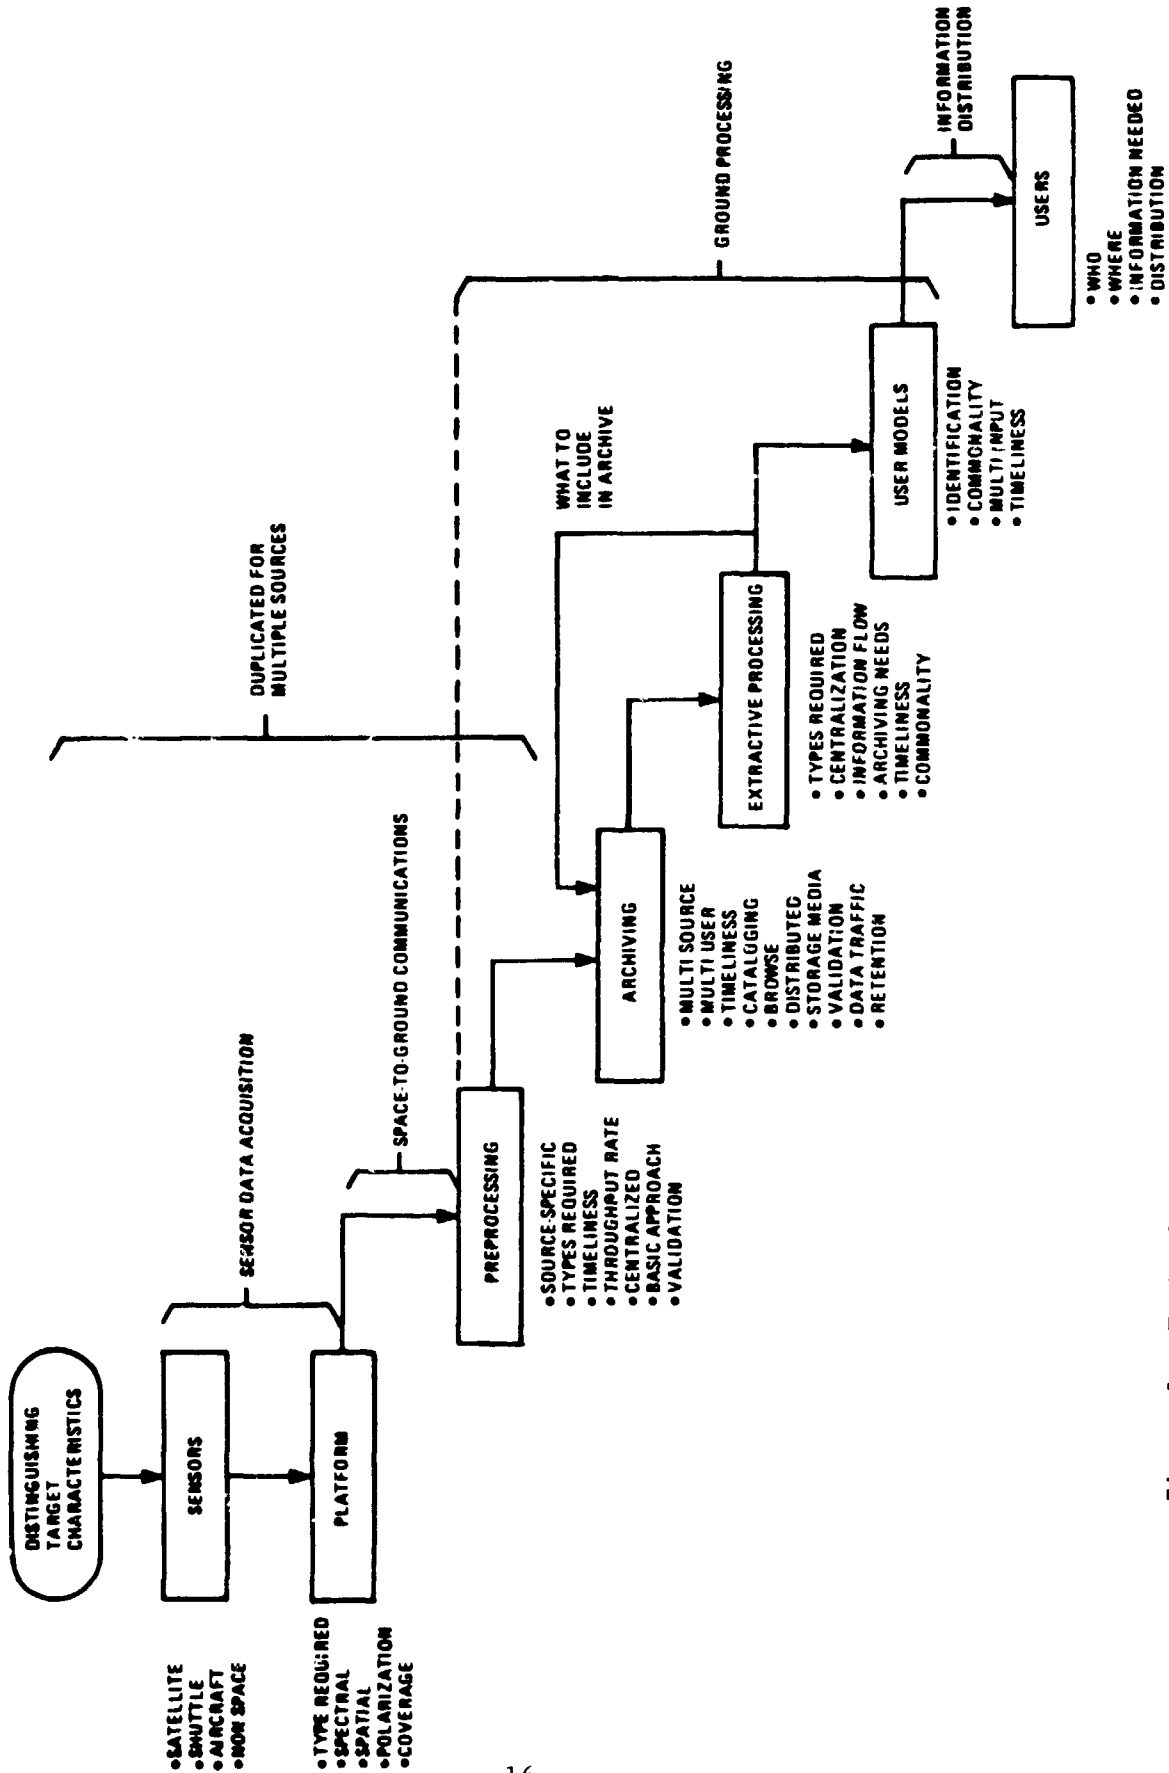 DISTINGUISHING
TARGET
CHARACTERISTICS
SENSORS
• SATELLITE
• SHUTTLE
• AIRCRAFT
• NON SPACE
SENSOR DATA ACQUISITION
PLATFORM
• TYPE REQUIRED
• SPECTRAL
• SPATIAL
• POLARIZATION
• COVERAGE
SPACE-TO-GROUND COMMUNICATIONS
DUPLICATED FOR
MULTIPLE SOURCES
PREPROCESSING
• SOURCE-SPECIFIC
• TYPES REQUIRED
• TIMELINESS
• THROUGHPUT RATE
• CENTRALIZED
• BASIC APPROACH
• VALIDATION
ARCHIVING
• MULTI SOURCE
• MULTI USER
• TIMELINESS
• CATALOGING
• BROWSE
• DISTRIBUTED
• STORAGE MEDIA
• VALIDATION
• DATA TRAFFIC
• RETENTION
WHAT TO
INCLUDE
IN ARCHIVE
EXTRACTIVE PROCESSING
• TYPES REQUIRED
• CENTRALIZATION
• INFORMATION FLOW
• ARCHIVING NEEDS
• TIMELINESS
• COMMONALITY
GROUND PROCESSING
USER MODELS
• IDENTIFICATION
• COMMONALITY
• MULTI INPUT
• TIMELINESS
INFORMATION
DISTRIBUTION
USERS
• WHO
• WHERE
• INFORMATION NEEDED
• DISTRIBUTION
16